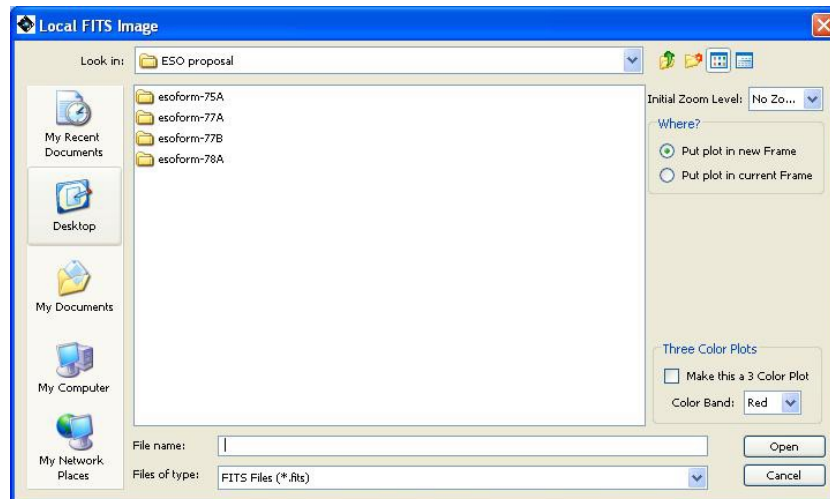 Local FITS Image
Look in: ESO proposal
My Recent
Documents
Desktop
My Documents
My Computer
My Network
Places
esoform-75A
esoform-77A
esoform-77B
esoform-78A
Initial Zoom Level: No Zo...
Where?
Put plot in new Frame
Put plot in current Frame
Three Color Plots
Make this a 3 Color Plot
Color Band: Red
File name:
Open
Files of type: FITS Files (*.fits)
Cancel